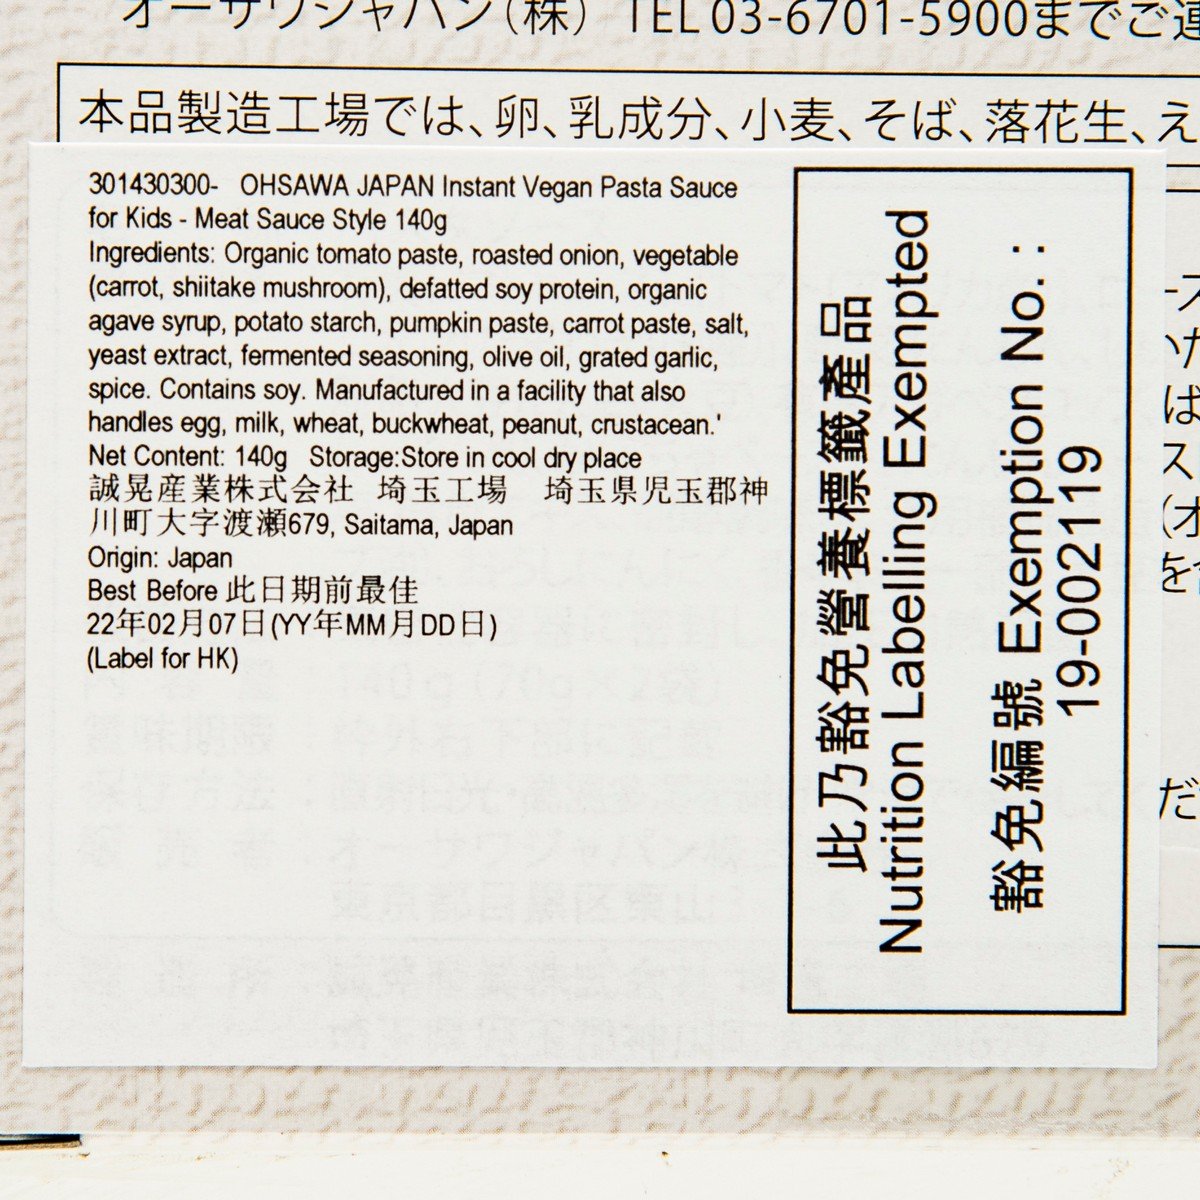 オーサワジャパン（株） TEL03-6701-5900までご連
本品製造工場では、卵、乳成分、小麦、そば、落花生、え
301430300- OHSAWA JAPAN Instant Vegan Pasta Sauce
for Kids - Meat Sauce Style 140g
Ingredients: Organic tomato paste, roasted onion, vegetable
(carrot, shiitake mushroom), defatted soy protein, organic
agave syrup, potato starch, pumpkin paste, carrot paste, salt,
yeast extract, fermented seasoning, olive oil, grated garlic,
spice. Contains soy. Manufactured in a facility that also
handles egg, milk, wheat, buckwheat, peanut, crustacean.'
Net Content: 140g Storage:Store in cool dry place
誠晃産業株式会社 埼玉工場 埼玉県児玉郡神
川町大字渡瀬679, Saitama, Japan
Origin: Japan
Best Before 此日期前最佳
22年02月07日(YY年MM月DD日)
(Label for HK)
此乃豁免營養標籤產品
Nutrition Labelling Exempted
豁免編號 Exemption No. :
19-002119